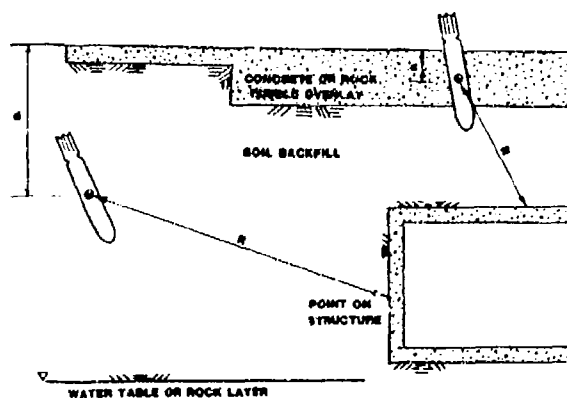 CONCRETE OR ROCK
RUBBLE OVERLAY
SOIL BACKFILL
R
POINT ON
STRUCTURE
WATER TABLE OR ROCK LAYER